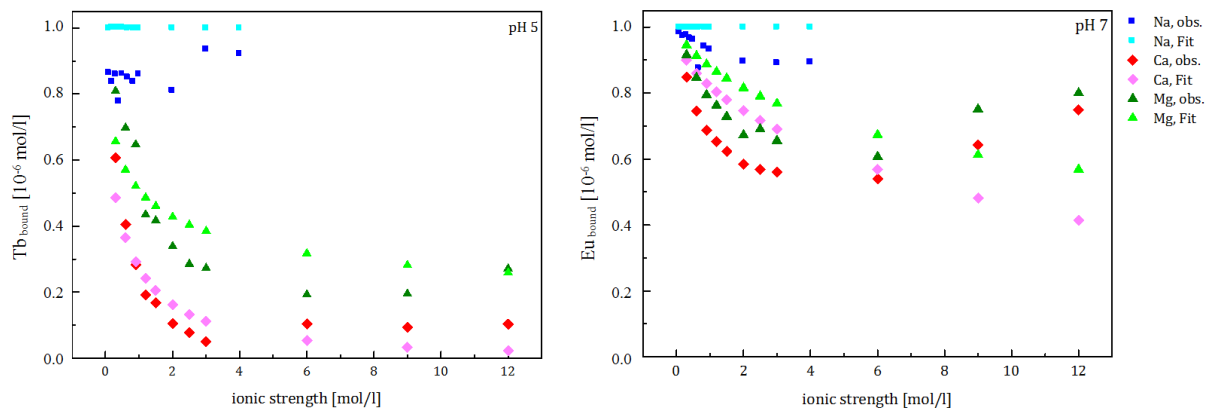 pH 5
1.0
0.8
0.6
0.4
0.2
0.0
Tb bound [10-6 mol/l]
0 2 4 6 8 10 12
ionic strength [mol/l]
pH 7
1.0
0.8
0.6
0.4
0.2
0.0
Eu bound [10-6 mol/l]
0 2 4 6 8 10 12
ionic strength [mol/l]
Na, obs.
Na, Fit
Ca, obs.
Ca, Fit
Mg, obs.
Mg, Fit